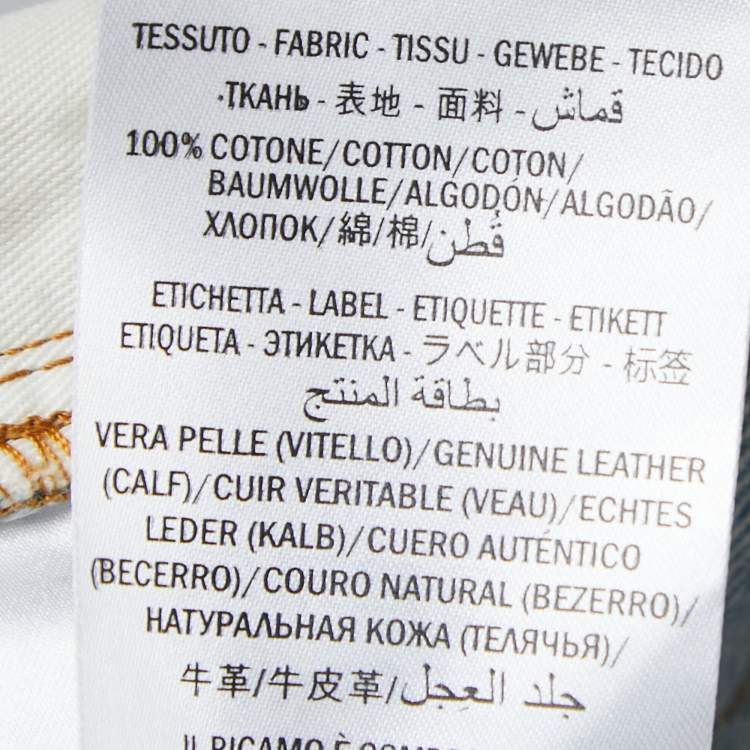 TESSUTO - FABRIC - TISSU - GEWEBE - TECIDO
·ТКАНЬ - 表地 - 面料 - قماش
100% COTONE/COTTON/COTON/
BAUMWOLLE/ALGODÓN/ALGODÃO/
ХЛОПОК/綿/棉/قُطن
ETICHETTA - LABEL - ETIQUETTE - ETIKETT
ETIQUETA - ЭТИКЕТКА - ラベル部分 - 标签
بطاقة المنتج
VERA PELLE (VITELLO)/GENUINE LEATHER
(CALF)/CUIR VERITABLE (VEAU)/ECHTES
LEDER (KALB)/CUERO AUTÉNTICO
(BECERRO)/COURO NATURAL (BEZERRO)/
НАТУРАЛЬНАЯ КОЖА (ТЕЛЯЧЬЯ)/
牛革/牛皮革/جلد العجل
IL RICAMO È